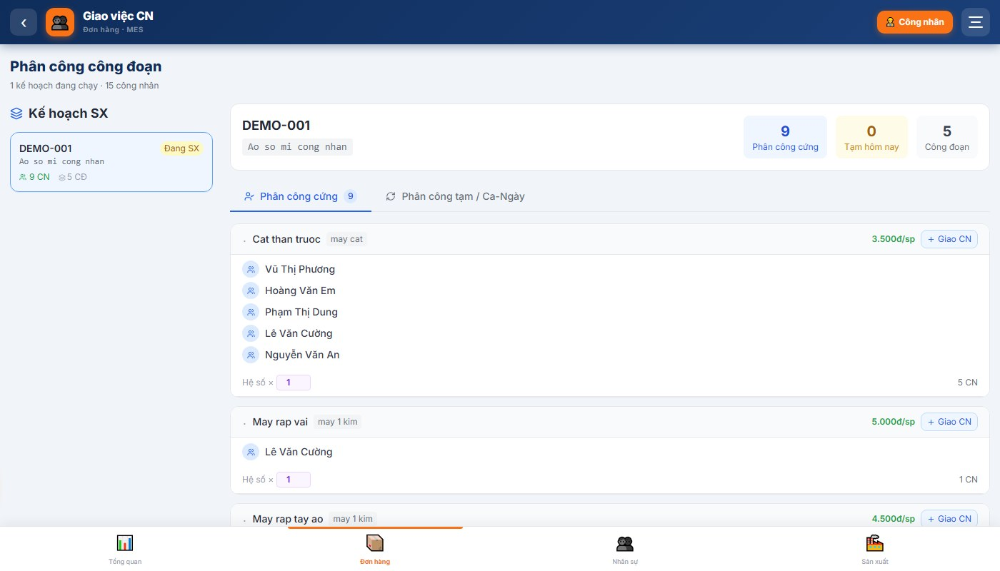 Giao việc CN
Đơn hàng · MES
Công nhân
Phân công công đoạn
1 kế hoạch đang chạy · 15 công nhân
Kế hoạch SX
DEMO-001
Đang SX
Ao so mi cong nhan
9 CN
5 CĐ
DEMO-001
Ao so mi cong nhan
9
Phân công cứng
0
Tạm hôm nay
5
Công đoạn
Phân công cứng 9
Phân công tạm / Ca-Ngày
. Cat than truoc may cat
3.500đ/sp
+ Giao CN
Vũ Thị Phương
Hoàng Văn Em
Phạm Thị Dung
Lê Văn Cường
Nguyễn Văn An
Hệ số × 1
5 CN
. May rap vai may 1 kim
5.000đ/sp
+ Giao CN
Lê Văn Cường
Hệ số × 1
1 CN
. May rap tay ao may 1 kim
4.500đ/sp
+ Giao CN
Tổng quan
Đơn hàng
Nhân sự
Sản xuất